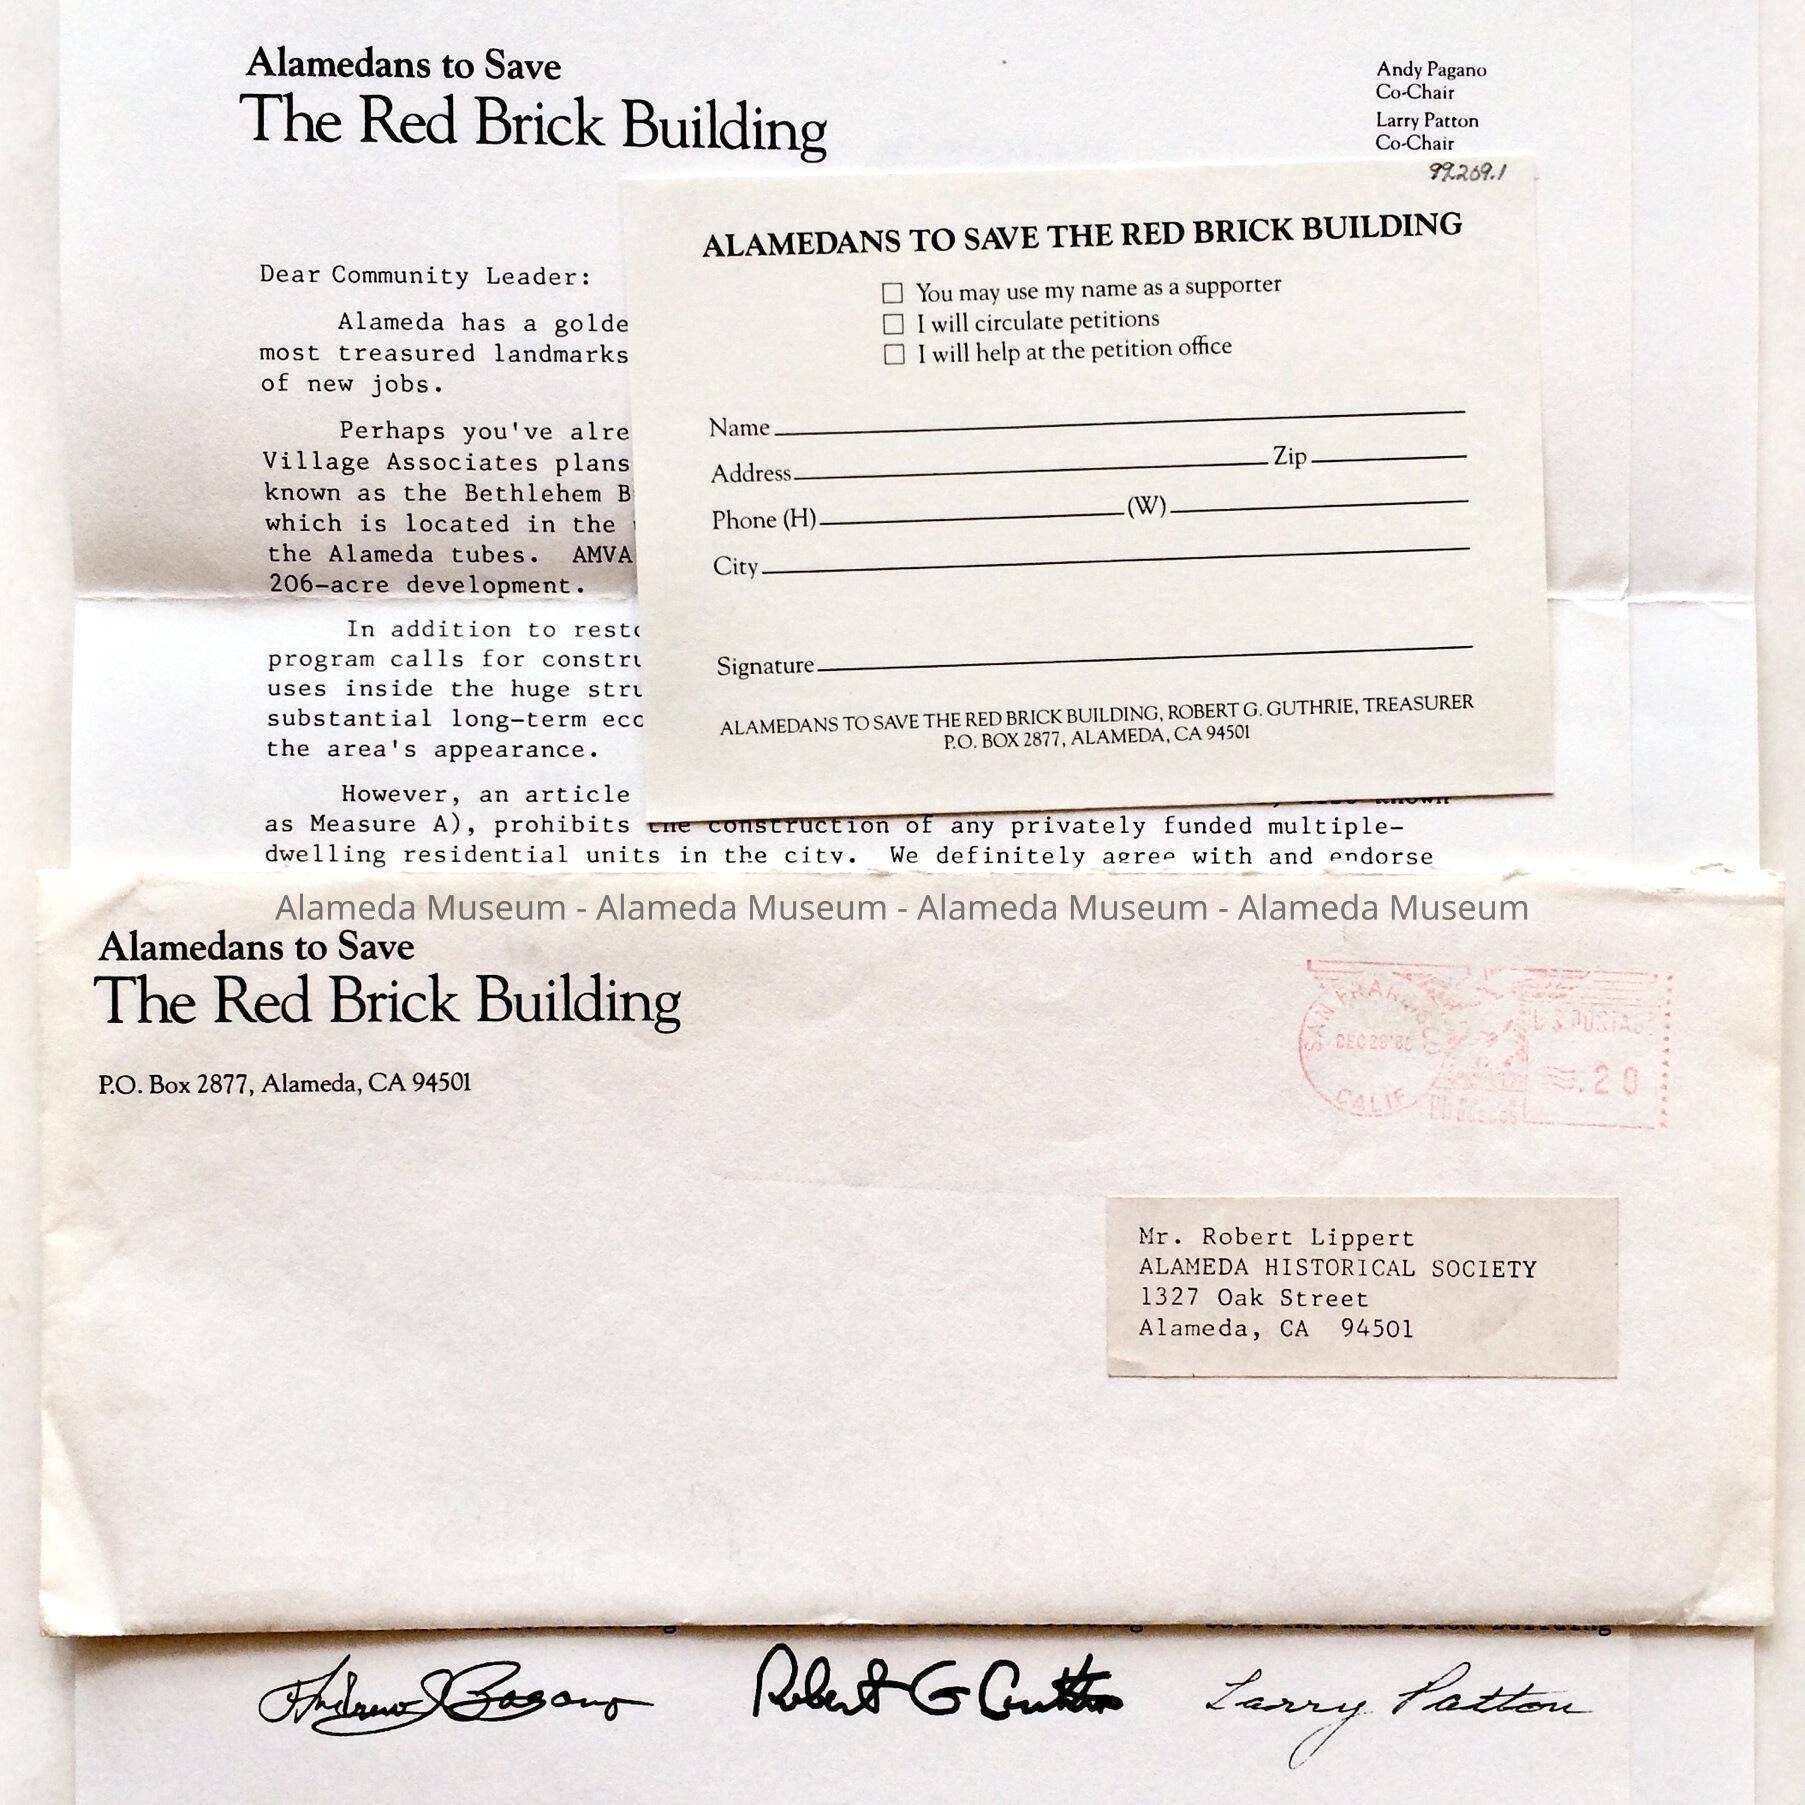 Alamedans to Save
The Red Brick Building
Andy Pagano
Co-Chair
Larry Patton
Co-Chair
99.269.1
Dear Community Leader:
Alameda has a golde
most treasured landmarks
of new jobs.
Perhaps you've alre
Village Associates plans
known as the Bethlehem B
which is located in the
the Alameda tubes. AMVA
206-acre development.
In addition to resto
program calls for constru
uses inside the huge stru
substantial long-term eco
the area's appearance.
However, an article
as Measure A), prohibits the construction of any privately funded multiple-
dwelling residential units in the city. We definitely agree with and endorse
ALAMEDANS TO SAVE THE RED BRICK BUILDING
☐ You may use my name as a supporter
☐ I will circulate petitions
☐ I will help at the petition office
Name
Address Zip
Phone (H) (W)
City
Signature
ALAMEDANS TO SAVE THE RED BRICK BUILDING, ROBERT G. GUTHRIE, TREASURER
P.O. BOX 2877, ALAMEDA, CA 94501
Alameda Museum - Alameda Museum - Alameda Museum - Alameda Museum
Alamedans to Save
The Red Brick Building
P.O. Box 2877, Alameda, CA 94501
SAN FRANCISCO
DEC 28
CALIF
U.S. POSTAGE
.20
Mr. Robert Lippert
ALAMEDA HISTORICAL SOCIETY
1327 Oak Street
Alameda, CA 94501
Andrew J Pagano
Robert G Guthrie
Larry Patton